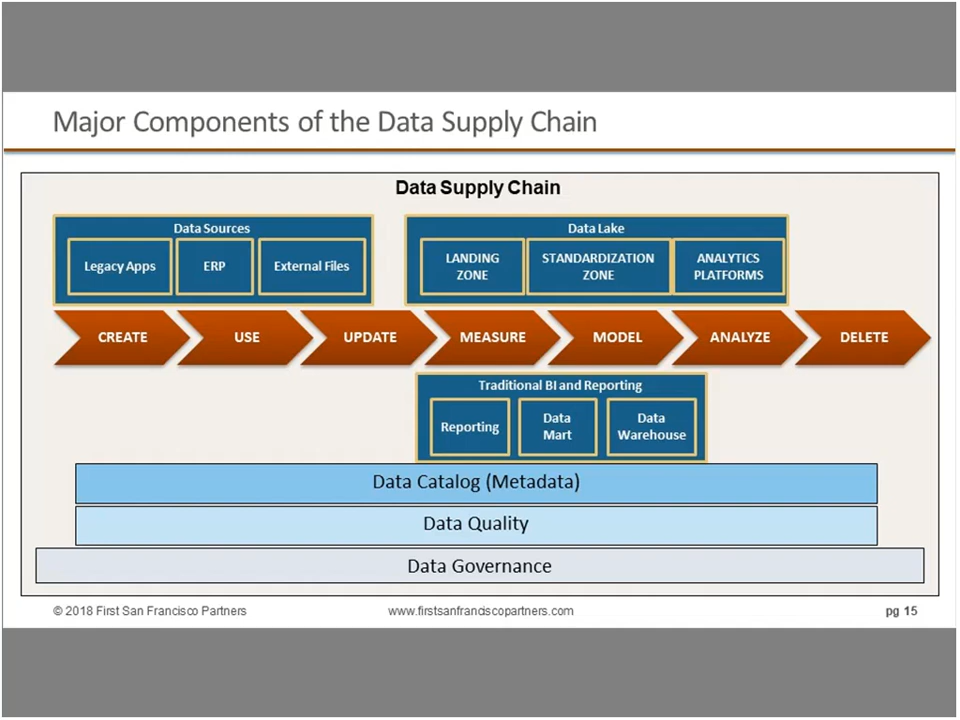 Major Components of the Data Supply Chain
Data Supply Chain
Data Sources
Legacy Apps
ERP
External Files
Data Lake
LANDING
ZONE
STANDARDIZATION
ZONE
ANALYTICS
PLATFORMS
CREATE
USE
UPDATE
MEASURE
MODEL
ANALYZE
DELETE
Traditional BI and Reporting
Reporting
Data
Mart
Data
Warehouse
Data Catalog (Metadata)
Data Quality
Data Governance
© 2018 First San Francisco Partners
www.firstsanfranciscopartners.com
pg 15